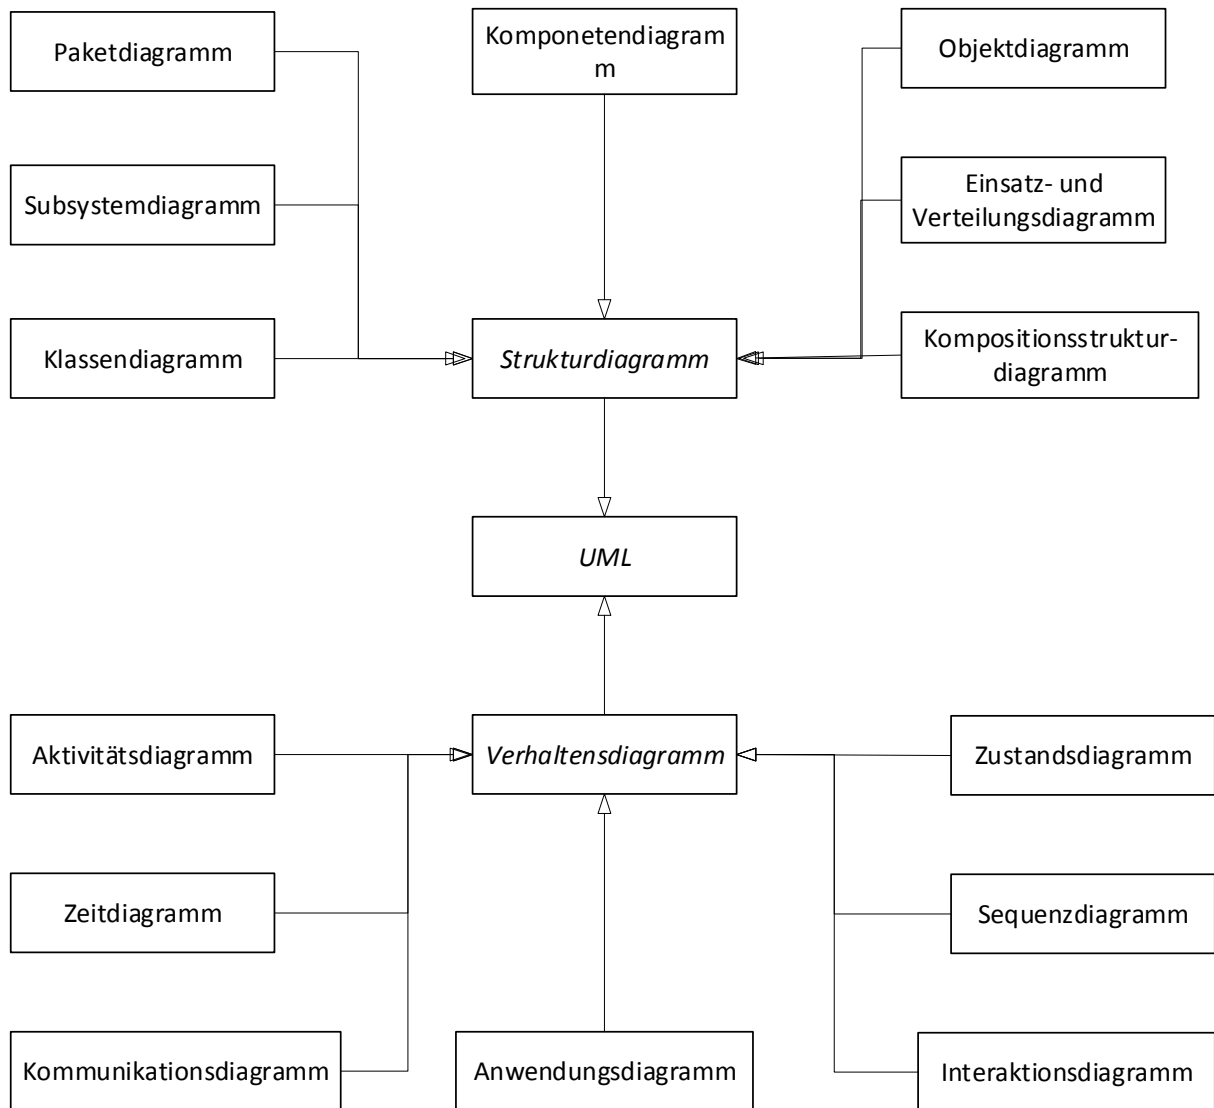 Paketdiagramm
Komponetendiagram
m
Objektdiagramm
Subsystemdiagramm
Einsatz- und
Verteilungsdiagramm
Klassendiagramm
Strukturdiagramm
Kompositionsstruktur-
diagramm
UML
Aktivitätsdiagramm
Verhaltensdiagramm
Zustandsdiagramm
Zeitdiagramm
Sequenzdiagramm
Kommunikationsdiagramm
Anwendungsdiagramm
Interaktionsdiagramm